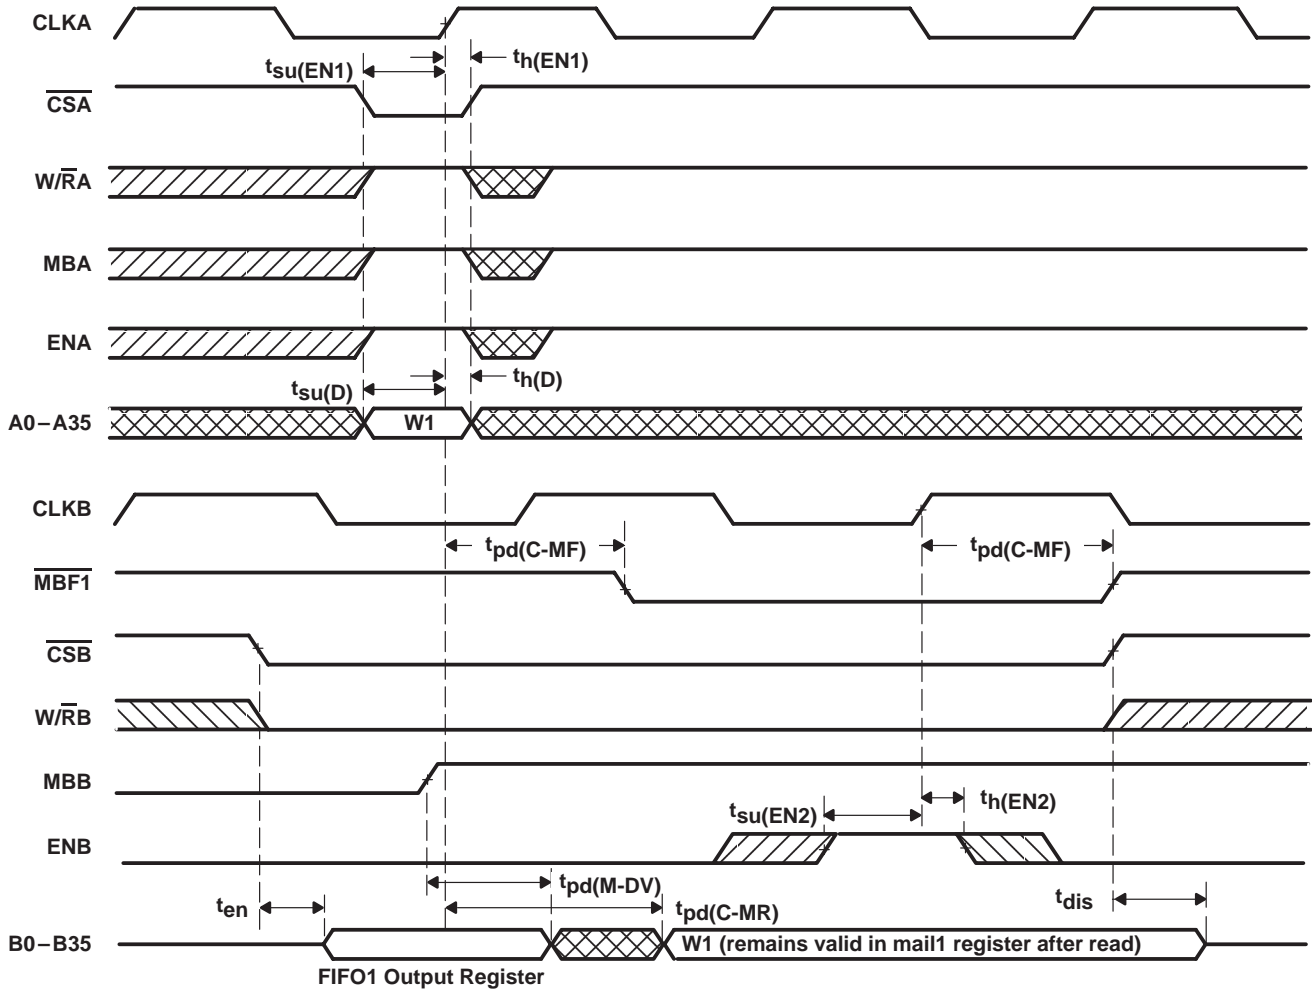 CLKA
tsu(EN1)
th(EN1)
CSA
W/RA
MBA
ENA
tsu(D)
th(D)
A0–A35
W1
CLKB
tpd(C-MF)
tpd(C-MF)
MBF1
CSB
W/RB
MBB
tsu(EN2)
th(EN2)
ENB
tpd(M-DV)
ten
tpd(C-MR)
tdis
B0–B35
W1 (remains valid in mail1 register after read)
FIFO1 Output Register